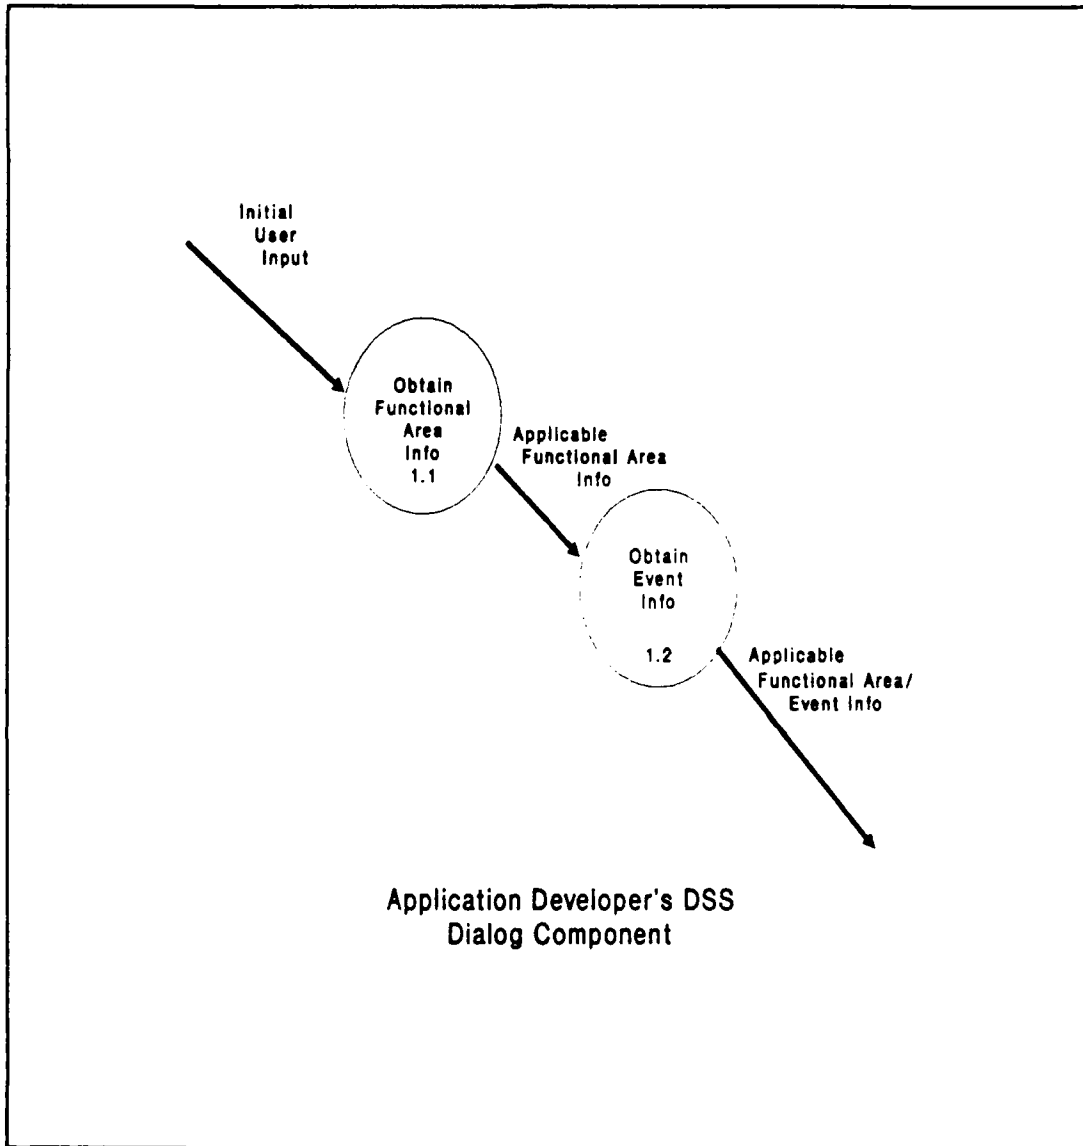 Initial
User
Input
Obtain
Functional
Area
Info
1.1
Applicable
Functional Area
Info
Obtain
Event
Info
1.2
Applicable
Functional Area/
Event Info
Application Developer's DSS
Dialog Component